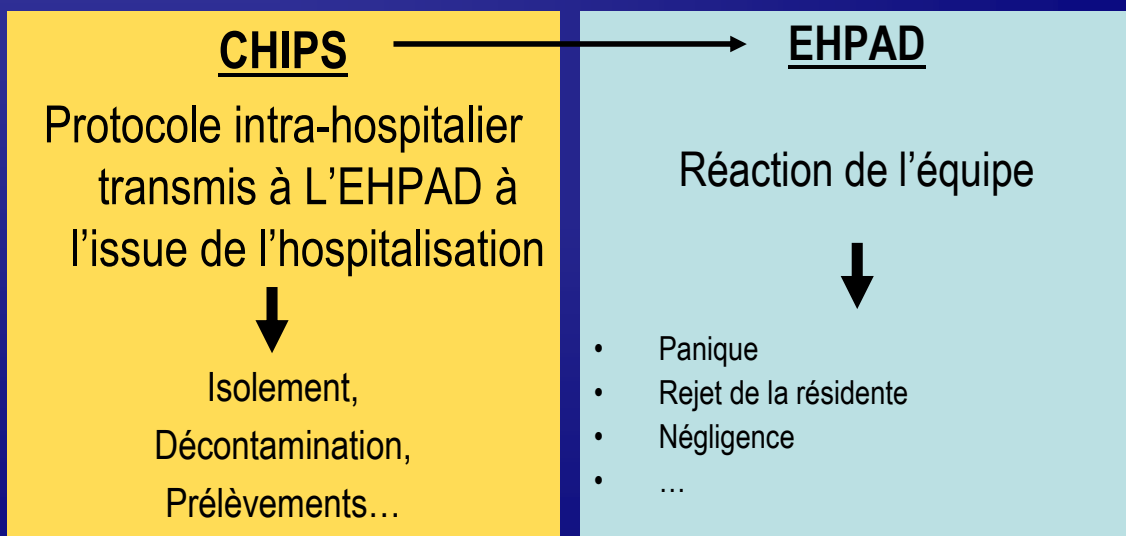 CHIPS
Protocole intra-hospitalier
transmis à L'EHPAD à
l'issue de l'hospitalisation
Isolement,
Décontamination,
Prélèvements…
EHPAD
Réaction de l'équipe
• Panique
• Rejet de la résidente
• Négligence
• …